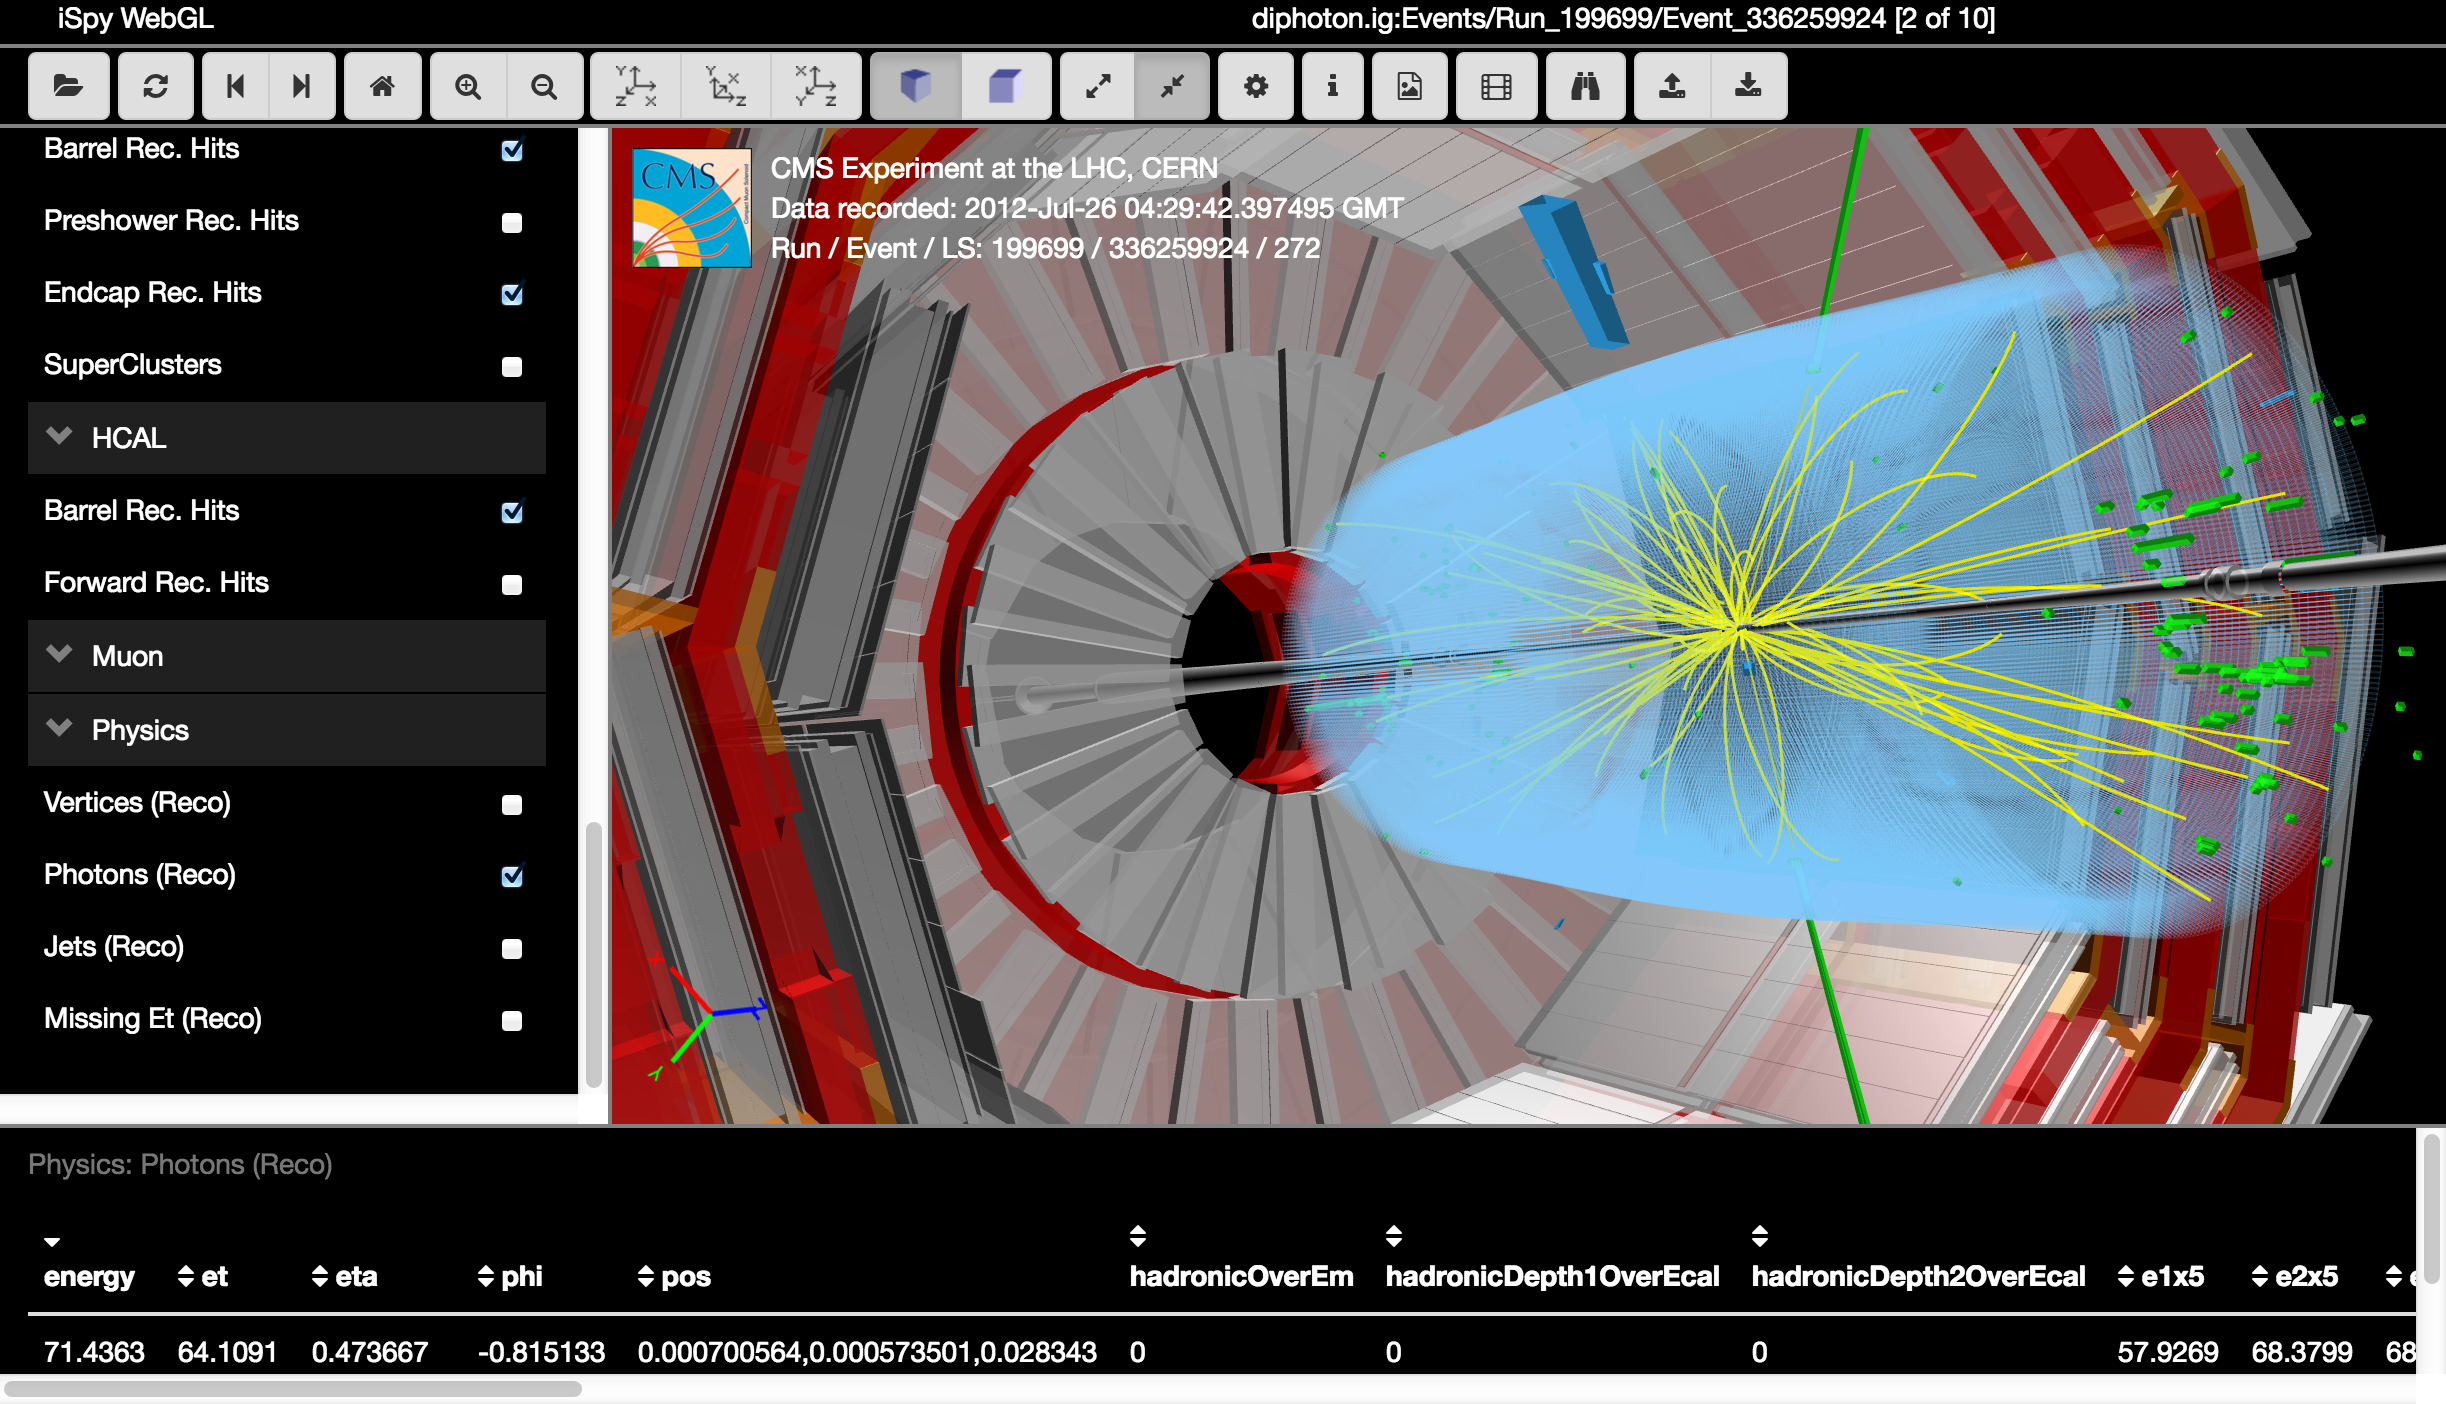 iSpy WebGL
diphoton.ig:Events/Run_199699/Event_336259924 [2 of 10]
Barrel Rec. Hits
Preshower Rec. Hits
Endcap Rec. Hits
SuperClusters
HCAL
Barrel Rec. Hits
Forward Rec. Hits
Muon
Physics
Vertices (Reco)
Photons (Reco)
Jets (Reco)
Missing Et (Reco)
CMS
CMS Experiment at the LHC, CERN
Data recorded: 2012-Jul-26 04:29:42.397495 GMT
Run / Event / LS: 199699 / 336259924 / 272
Physics: Photons (Reco)
energy et eta phi pos hadronicOverEm hadronicDepth1OverEcal hadronicDepth2OverEcal e1x5 e2x5
71.4363 64.1091 0.473667 -0.815133 0.000700564,0.000573501,0.028343 0 0 0 57.9269 68.3799 68